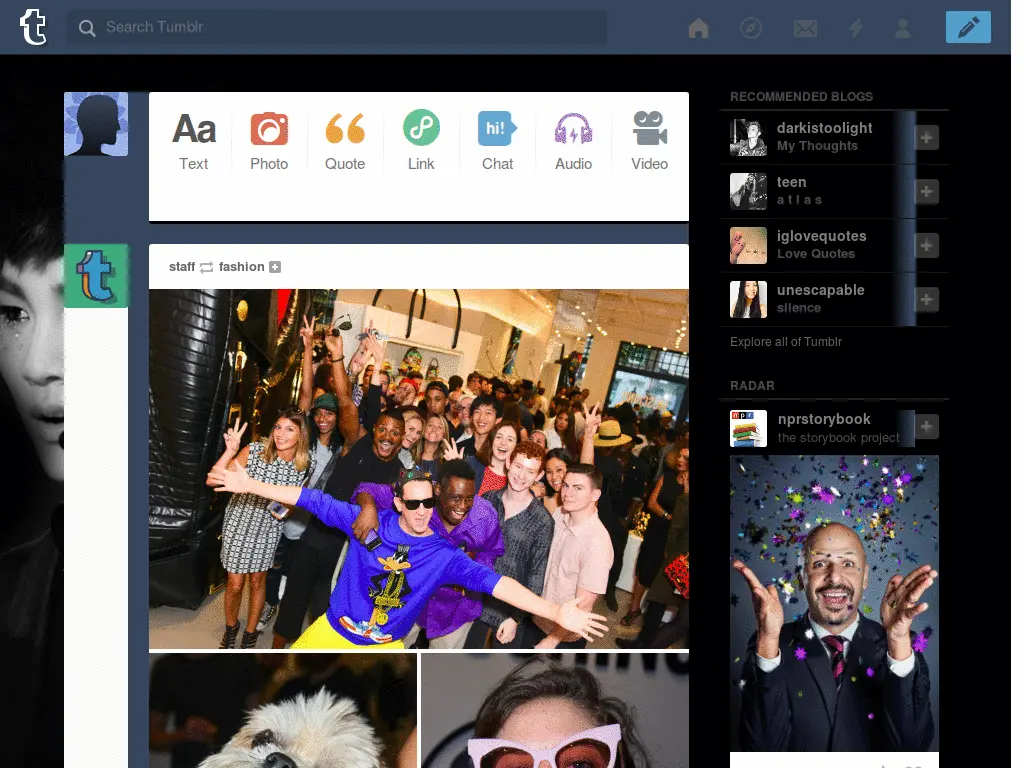 t
Search Tumblr
Aa
hi!
Text
Photo
Quote
Link
Chat
Audio
Video
t
staff fashion
RECOMMENDED BLOGS
darkistoolight
My Thoughts
teen
a t l a s
iglovequotes
Love Quotes
unescapable
silence
Explore all of Tumblr
RADAR
npr
nprstorybook
the storybook project